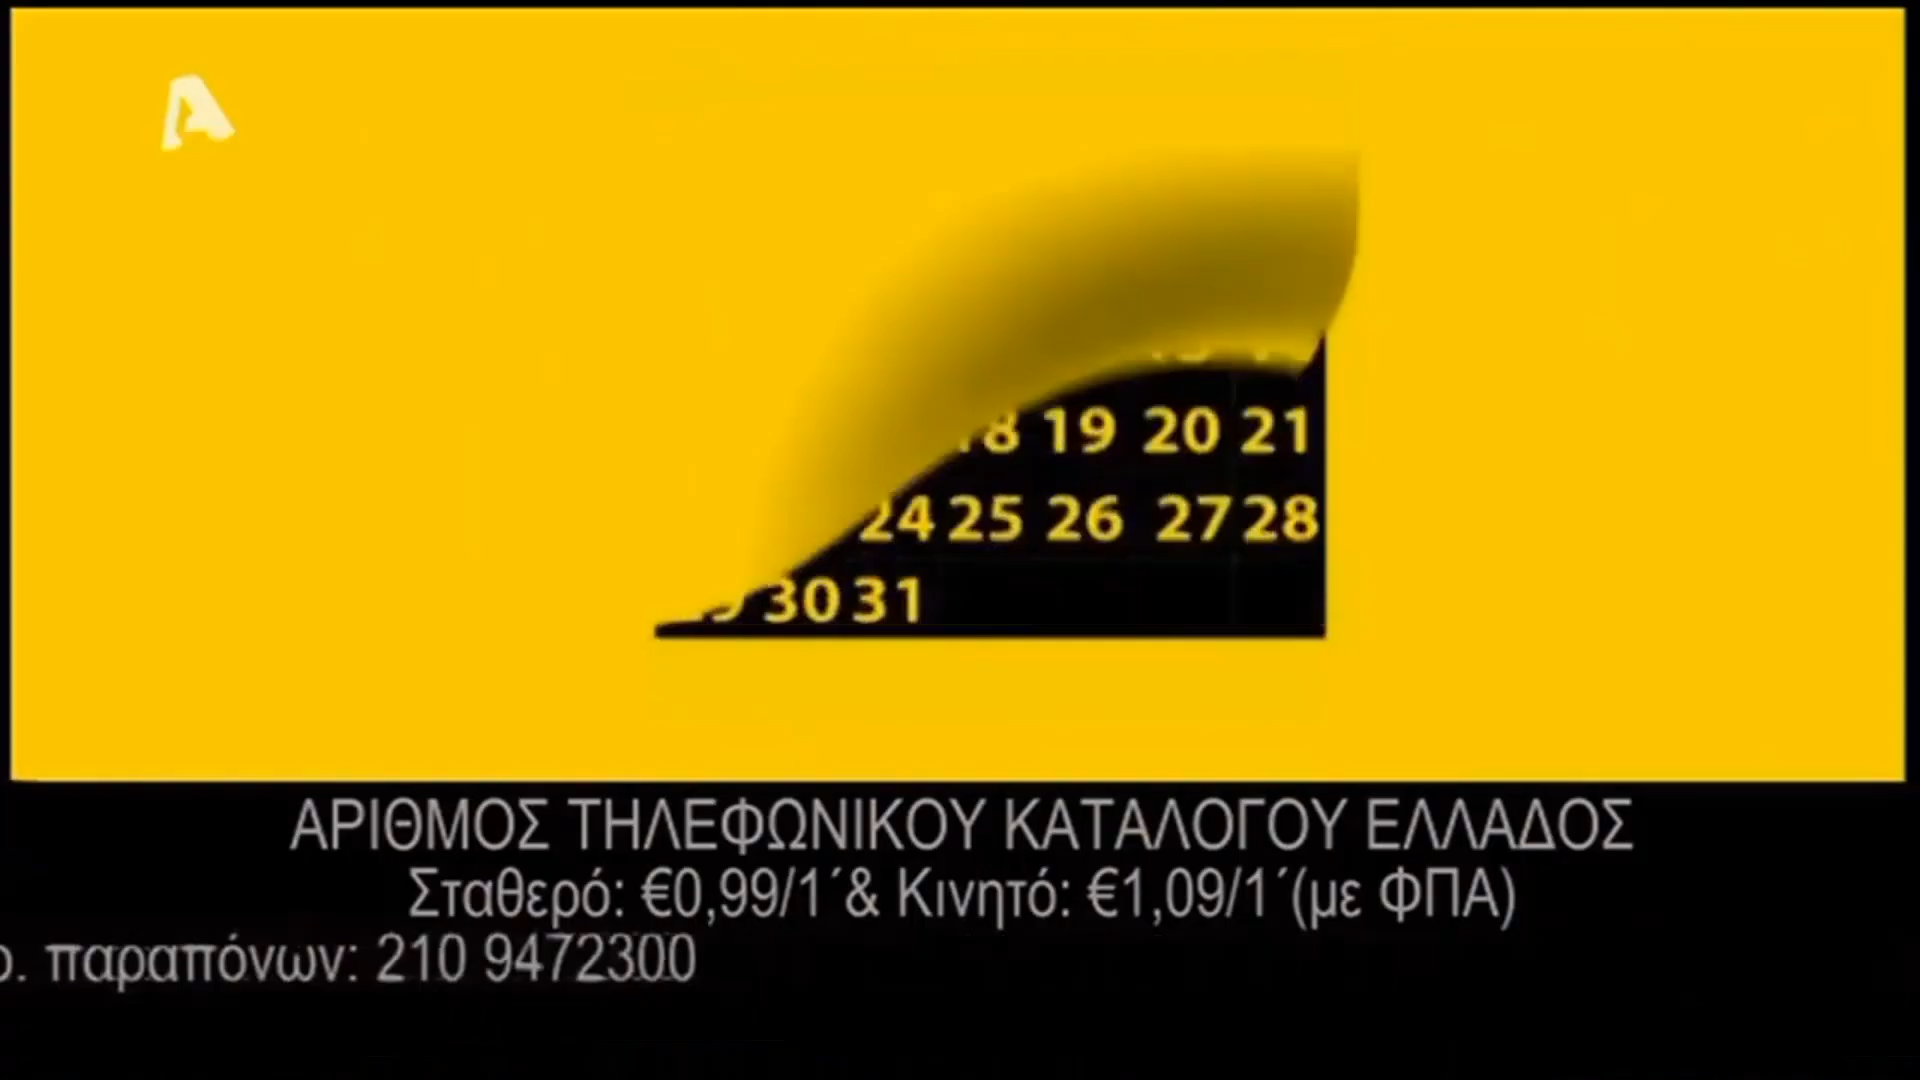 A
18 19 20 21
24 25 26 27 28
30 31
ΑΡΙΘΜΟΣ ΤΗΛΕΦΩΝΙΚΟΥ ΚΑΤΑΛΟΓΟΥ ΕΛΛΑΔΟΣ
Σταθερό: €0,99/1΄& Κινητό: €1,09/1΄(με ΦΠΑ)
παραπόνων: 210 9472300